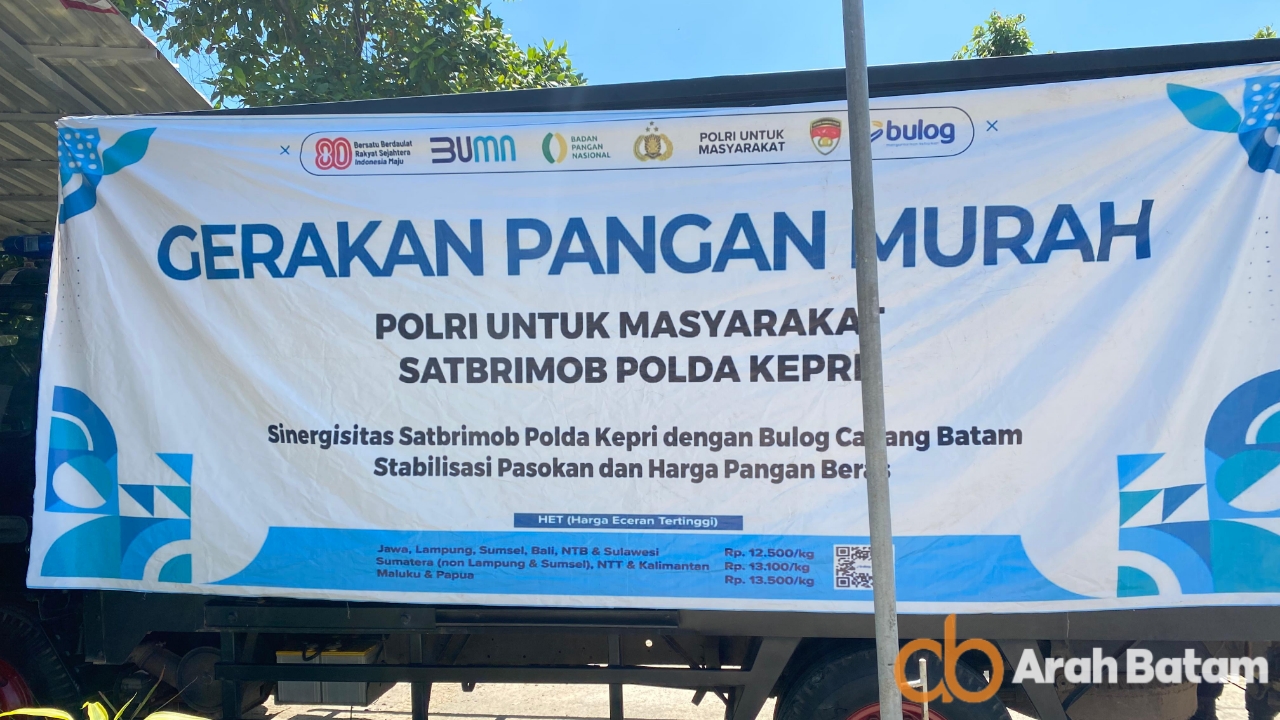 80 Bersatu Berdaulat
Rakyat Sejahtera
Indonesia Maju
BUMN
BADAN
PANGAN
NASIONAL
POLRI UNTUK
MASYARAKAT
bulog
GERAKAN PANGAN MURAH
POLRI UNTUK MASYARAKAT
SATBRIMOB POLDA KEPRI
Sinergisitas Satbrimob Polda Kepri dengan Bulog Cabang Batam
Stabilisasi Pasokan dan Harga Pangan Beras
HET (Harga Eceran Tertinggi)
Jawa, Lampung, Sumsel, Bali, NTB & Sulawesi Rp. 12.500/kg
Sumatera (non Lampung & Sumsel), NTT & Kalimantan Rp. 13.100/kg
Maluku & Papua Rp. 13.500/kg
ab Arah Batam